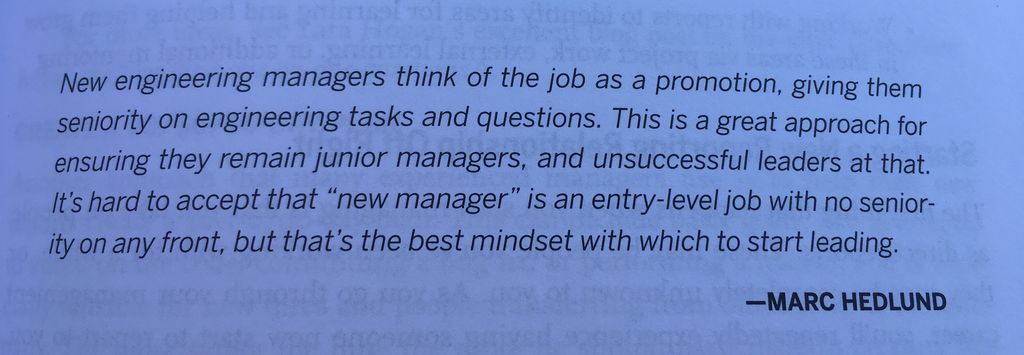 New engineering managers think of the job as a promotion, giving them
seniority on engineering tasks and questions. This is a great approach for
ensuring they remain junior managers, and unsuccessful leaders at that.
It's hard to accept that “new manager” is an entry-level job with no senior-
ity on any front, but that's the best mindset with which to start leading.
—MARC HEDLUND